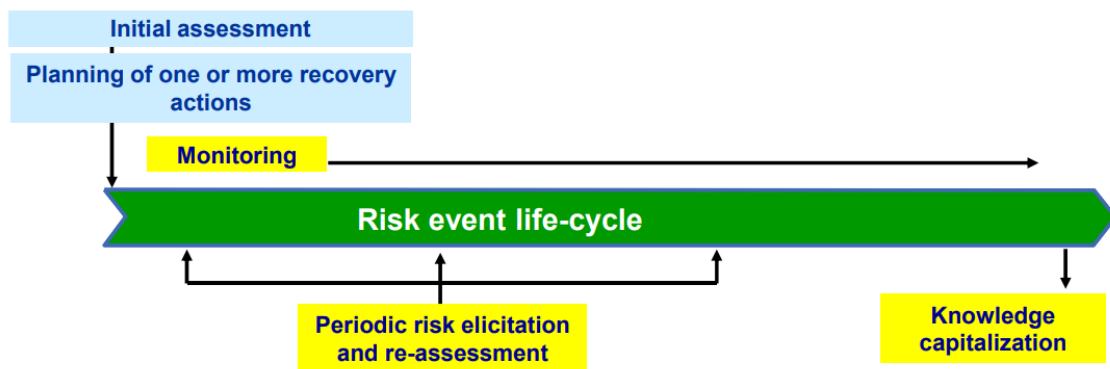 Initial assessment
Planning of one or more recovery
actions
Monitoring
Risk event life-cycle
Periodic risk elicitation
and re-assessment
Knowledge
capitalization